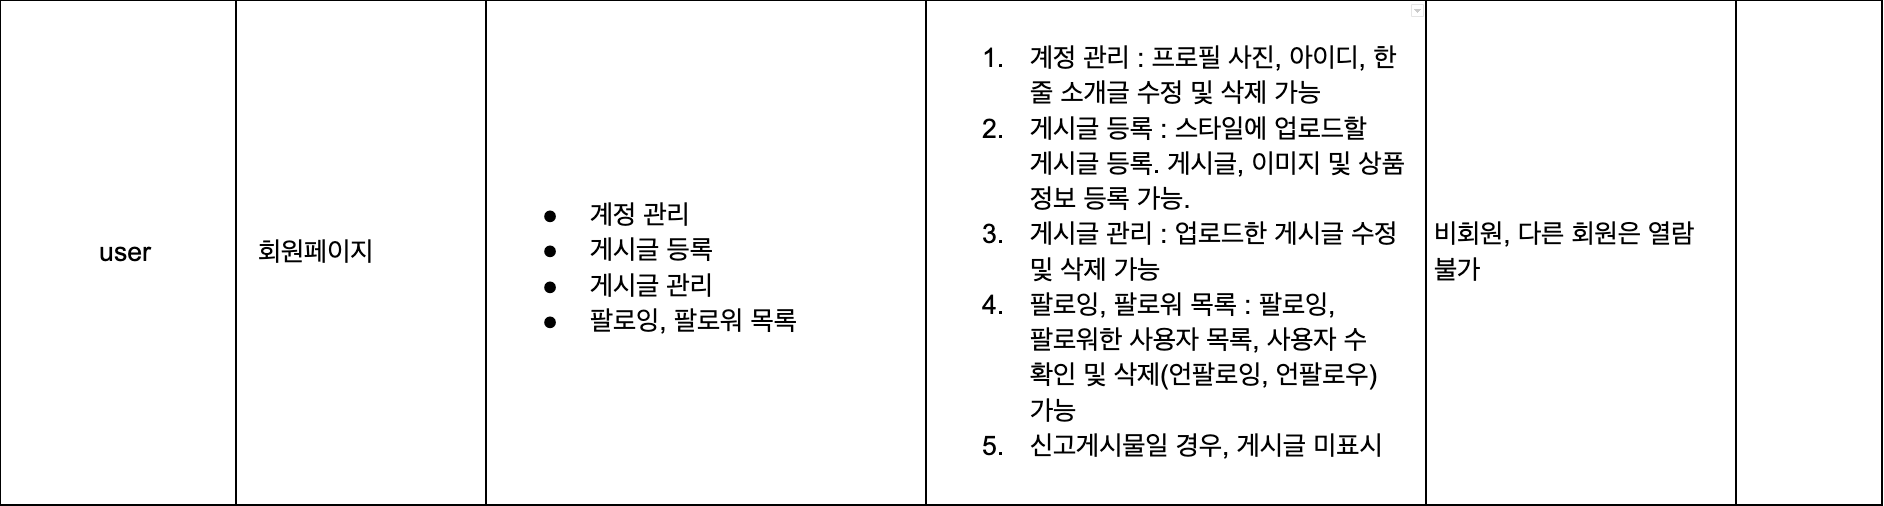 user
회원페이지
● 계정 관리
● 게시글 등록
● 게시글 관리
● 팔로잉, 팔로워 목록
1. 계정 관리 : 프로필 사진, 아이디, 한
줄 소개글 수정 및 삭제 가능
2. 게시글 등록 : 스타일에 업로드할
게시글 등록. 게시글, 이미지 및 상품
정보 등록 가능.
3. 게시글 관리 : 업로드한 게시글 수정
및 삭제 가능
4. 팔로잉, 팔로워 목록 : 팔로잉,
팔로워한 사용자 목록, 사용자 수
확인 및 삭제(언팔로잉, 언팔로우)
가능
5. 신고게시물일 경우, 게시글 미표시
비회원, 다른 회원은 열람
불가